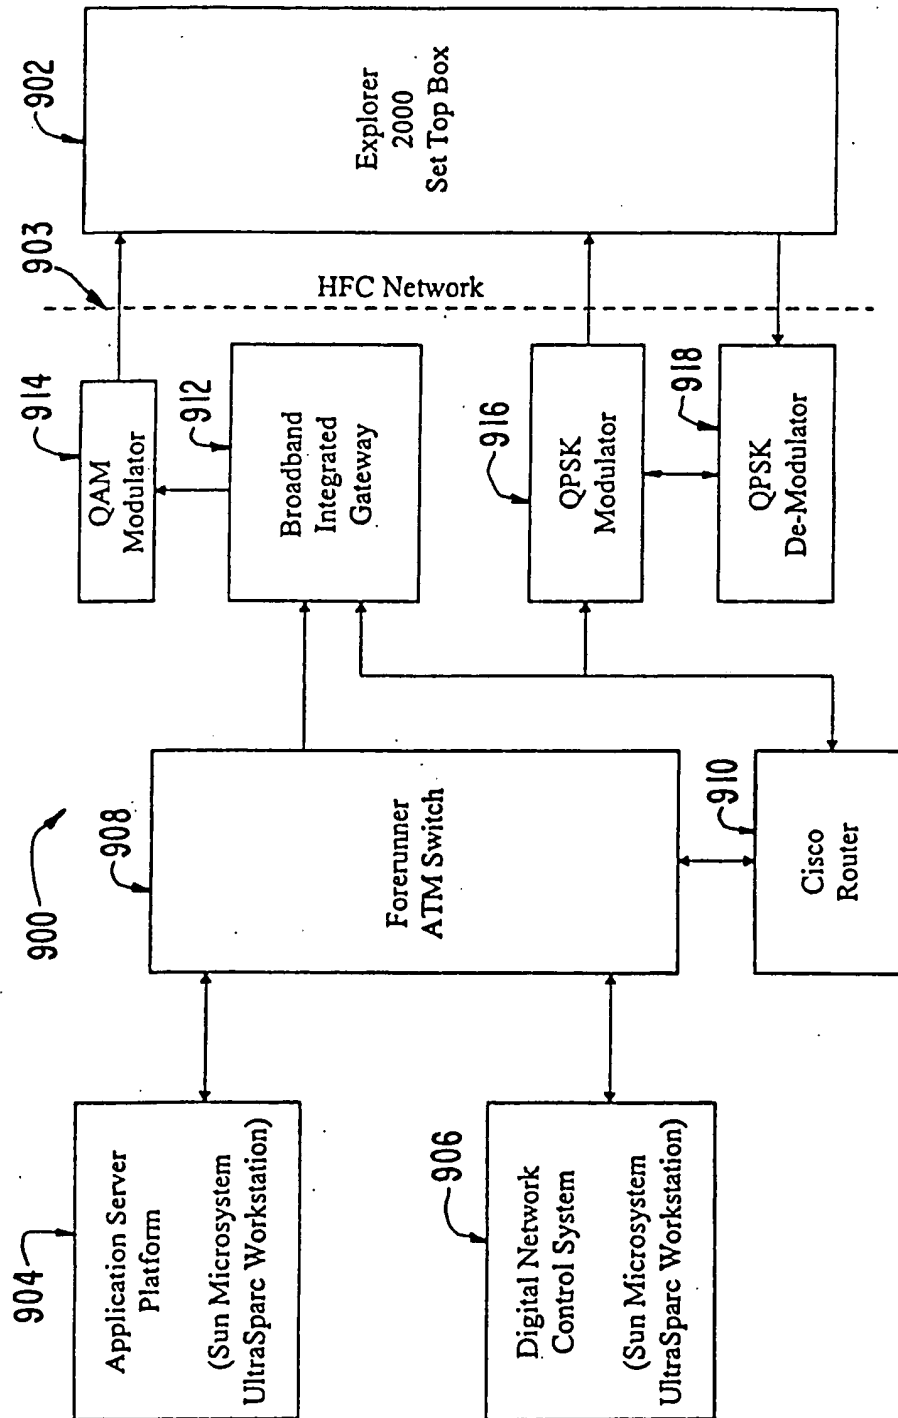 900
904
Application Server
Platform
(Sun Microsystem
UltraSparc Workstation)
906
Digital Network
Control System
(Sun Microsystem
UltraSparc Workstation)
908
Forerunner
ATM Switch
910
Cisco
Router
914
QAM
Modulator
912
Broadband
Integrated
Gateway
916
QPSK
Modulator
918
QPSK
De-Modulator
903
HFC Network
902
Explorer
2000
Set Top Box